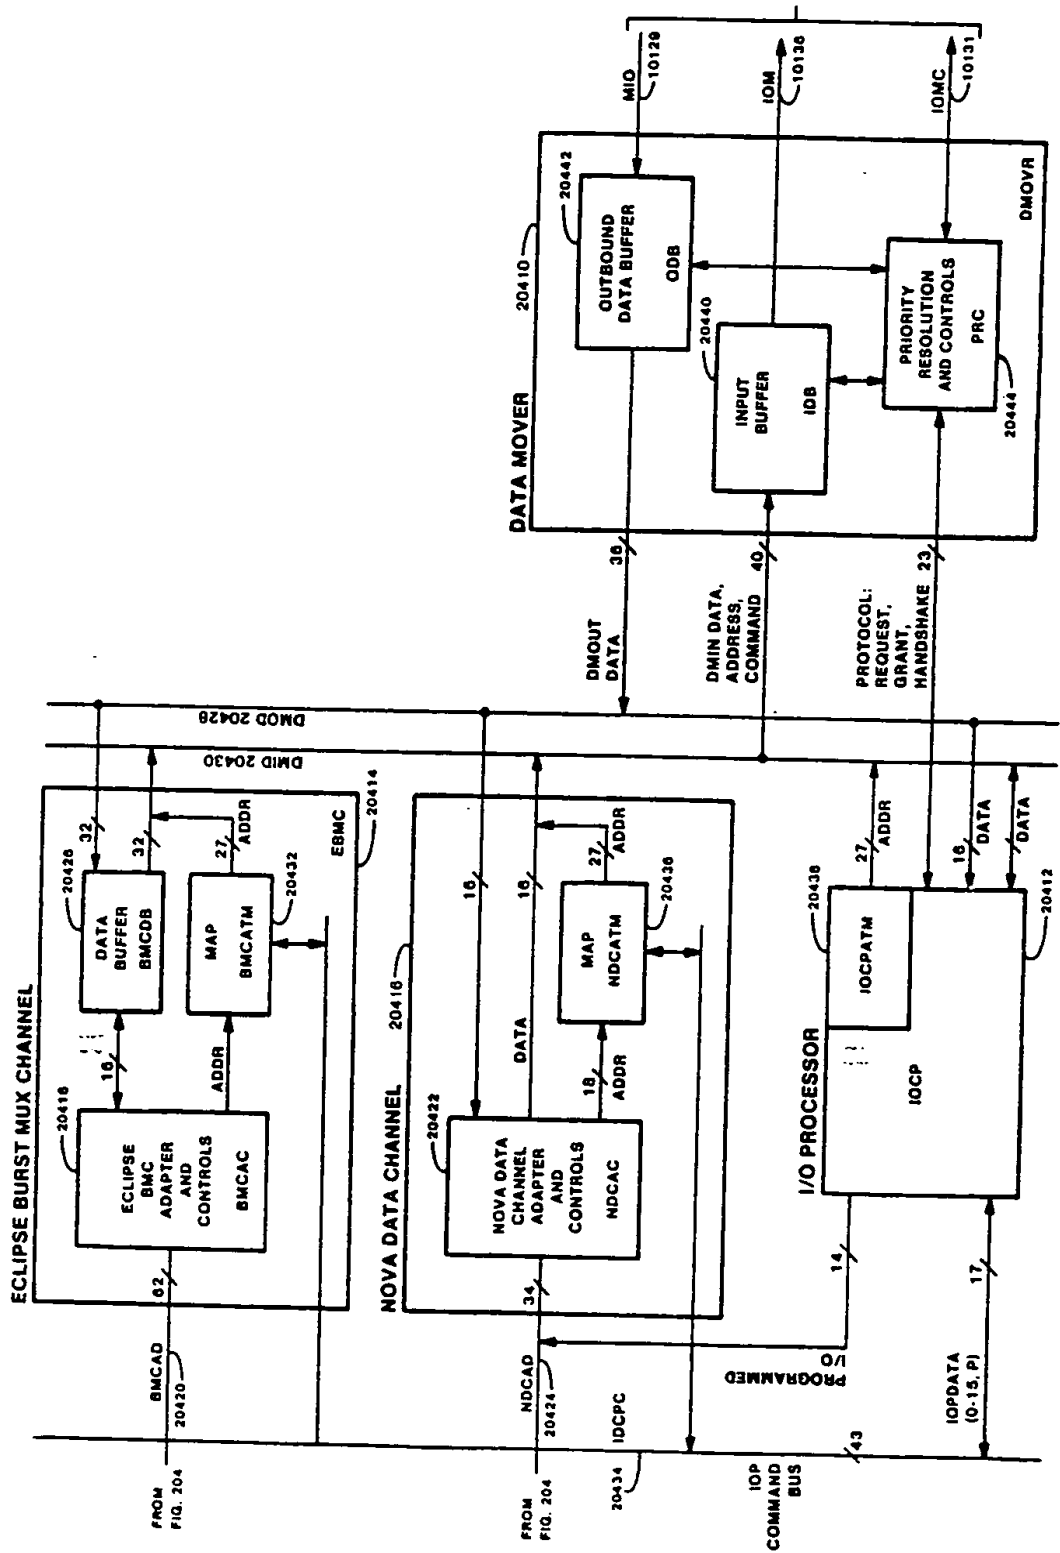 ECLIPSE BURST MUX CHANNEL
FROM
FIG. 204
BMCAD
20420
62
20418
ECLIPSE
BMC
ADAPTER
AND
CONTROLS
BMCAC
16
ADDR
20426
DATA
BUFFER
BMCDB
MAP
BMCATM
20432
32
32
27
ADDR
EBMC
20414
DMID 20430
DMOD 20428
NOVA DATA CHANNEL
20416
FROM
FIG. 204
NDCAD
20424
34
20422
NOVA DATA
CHANNEL
ADAPTER
AND
CONTROLS
NDCAC
16
DATA
16
18
ADDR
MAP
NDCATM
20436
27
ADDR
IOCPC
20434
IOP
COMMAND
BUS
43
PROGRAMMED
I/O
14
IOPDATA
(0-15, P)
17
I/O PROCESSOR
IOCP
20438
IOCPATM
27
ADDR
16
DATA
DATA
20412
DMOUT
DATA
36
DMIN DATA,
ADDRESS,
COMMAND
40
PROTOCOL:
REQUEST,
GRANT,
HANDSHAKE
23
DATA MOVER
20410
OUTBOUND
DATA BUFFER
ODB
20442
INPUT
BUFFER
IDB
20440
PRIORITY
RESOLUTION
AND CONTROLS
PRC
20444
DMOVR
MIO
10129
IOM
10136
IOMC
10131